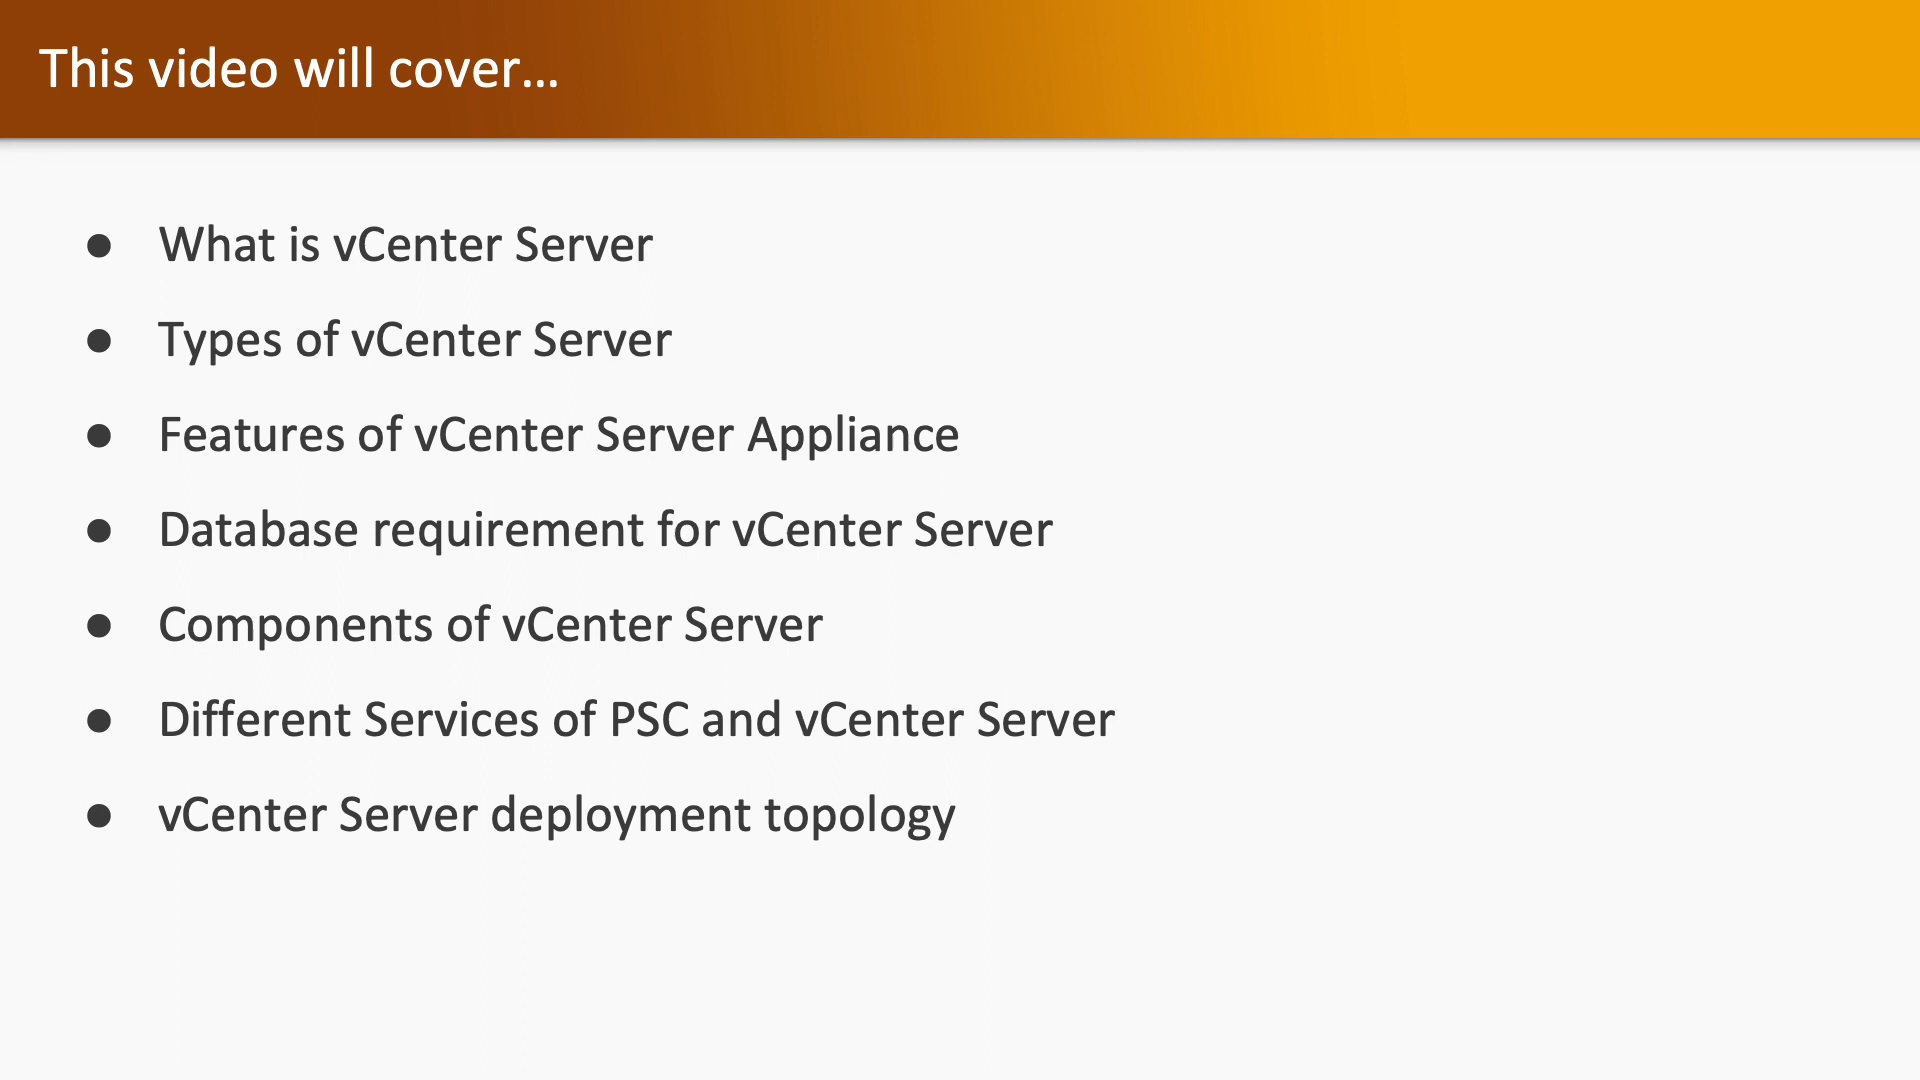 This video will cover...
● What is vCenter Server
● Types of vCenter Server
● Features of vCenter Server Appliance
● Database requirement for vCenter Server
● Components of vCenter Server
● Different Services of PSC and vCenter Server
● vCenter Server deployment topology